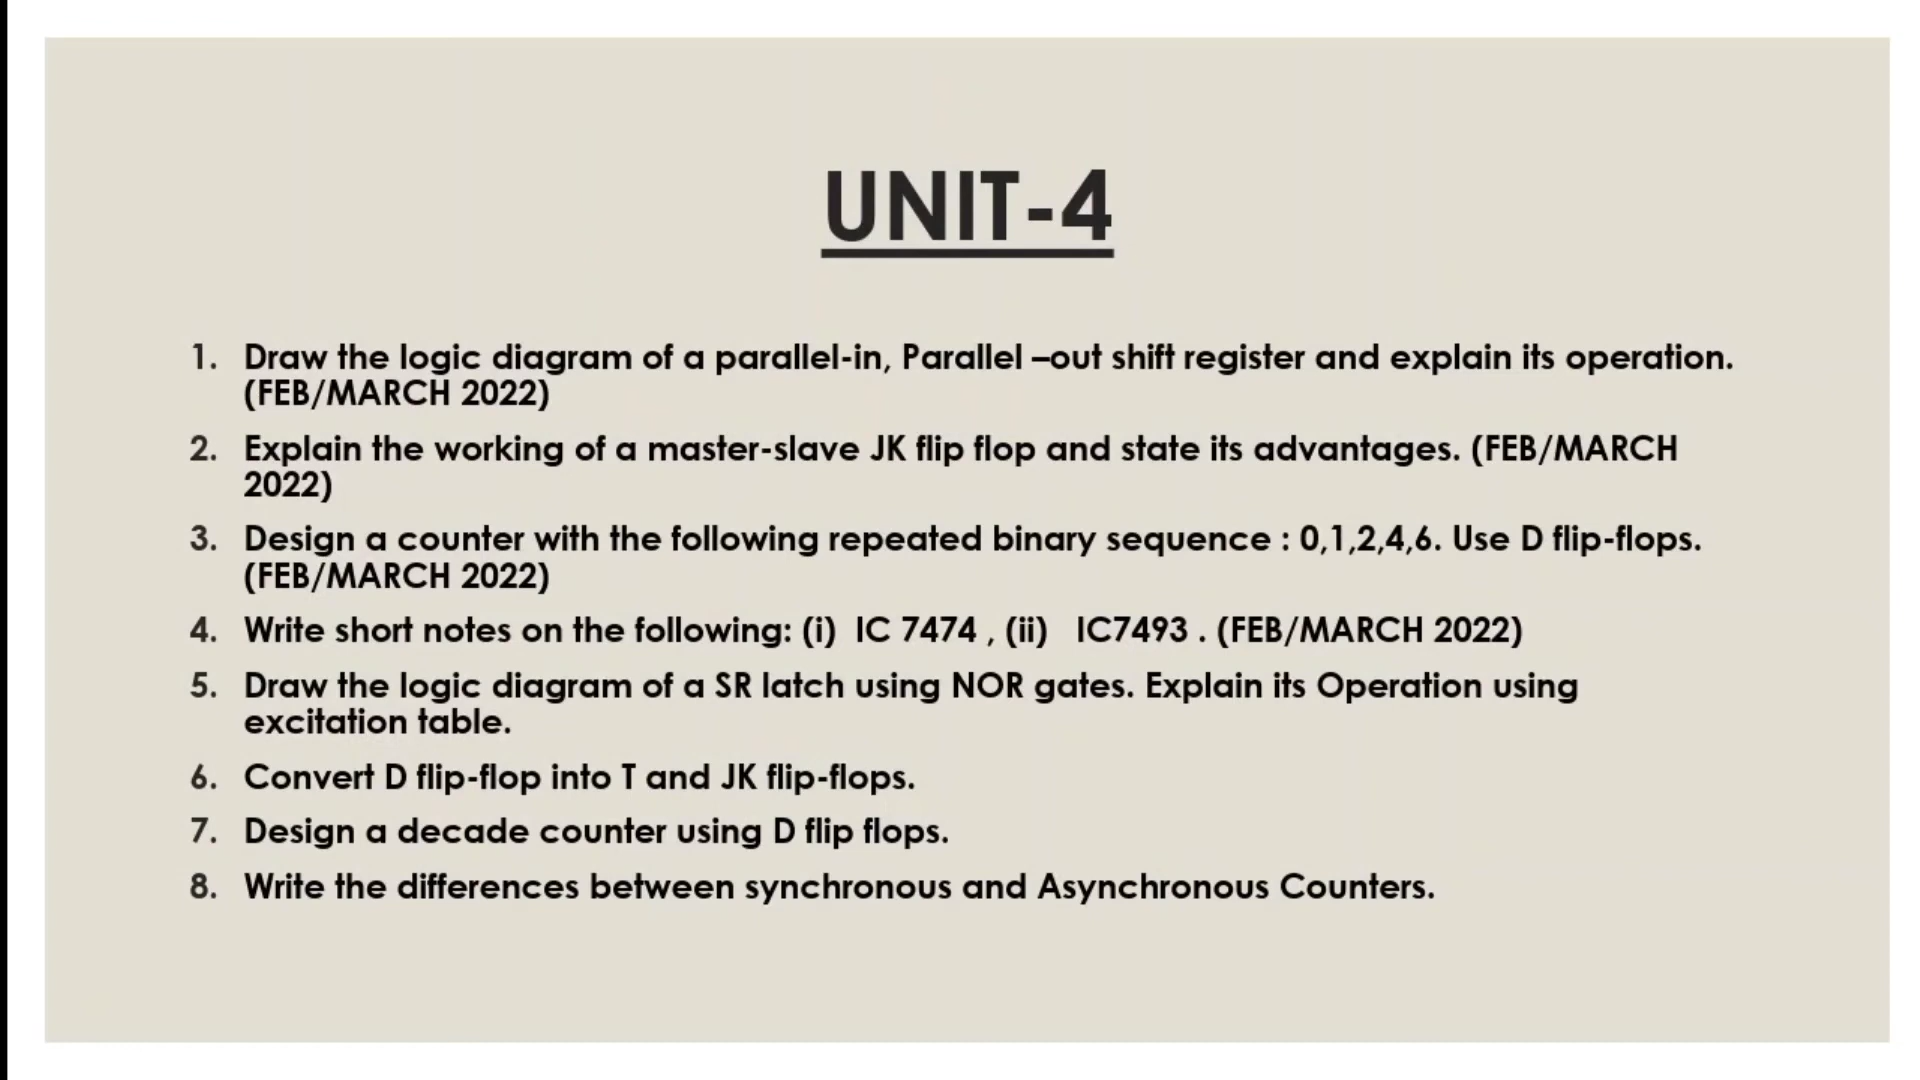 UNIT-4
1. Draw the logic diagram of a parallel-in, Parallel –out shift register and explain its operation.
(FEB/MARCH 2022)
2. Explain the working of a master-slave JK flip flop and state its advantages. (FEB/MARCH
2022)
3. Design a counter with the following repeated binary sequence : 0,1,2,4,6. Use D flip-flops.
(FEB/MARCH 2022)
4. Write short notes on the following: (i) IC 7474 , (ii) IC7493 . (FEB/MARCH 2022)
5. Draw the logic diagram of a SR latch using NOR gates. Explain its Operation using
excitation table.
6. Convert D flip-flop into T and JK flip-flops.
7. Design a decade counter using D flip flops.
8. Write the differences between synchronous and Asynchronous Counters.